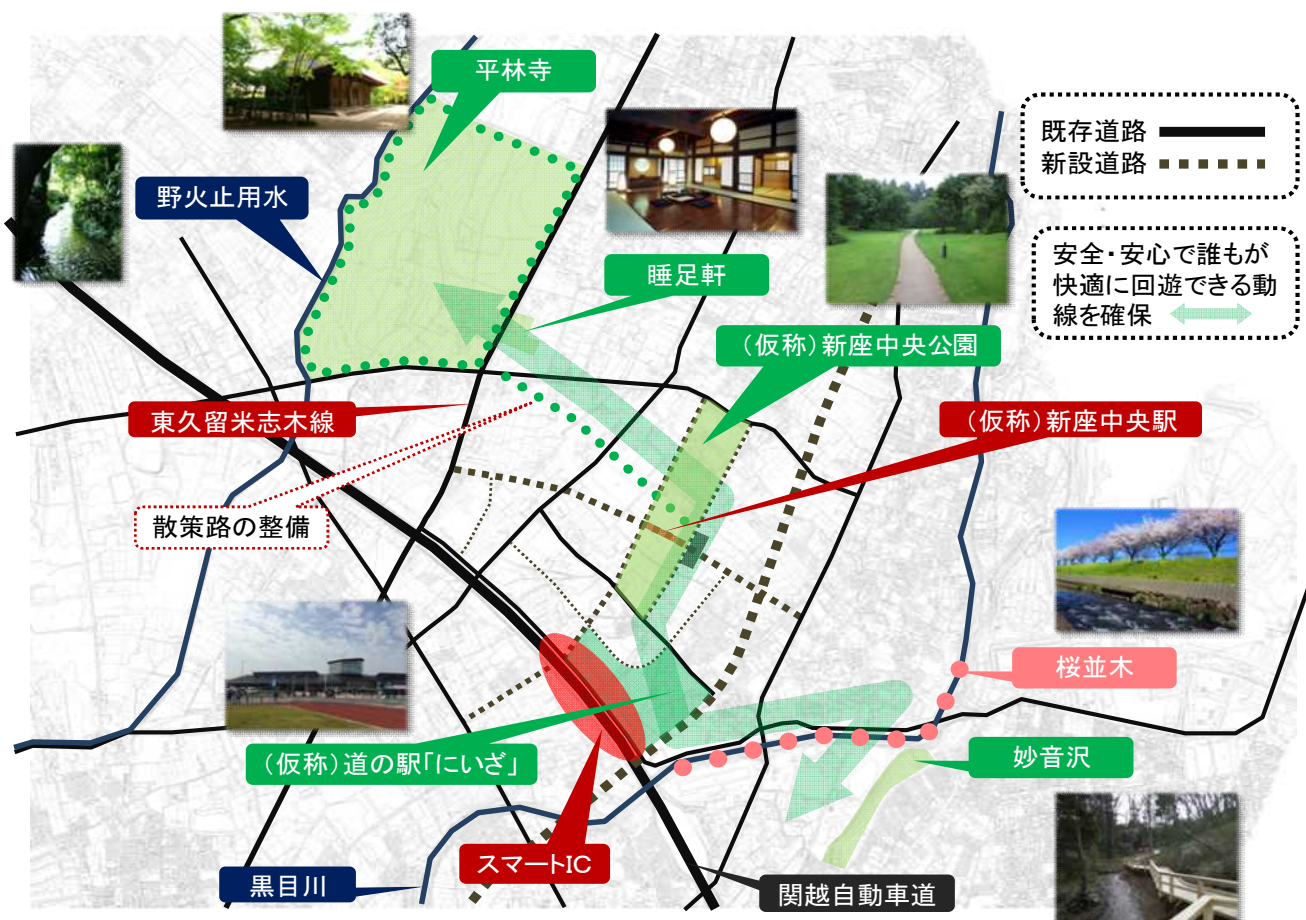 平林寺
既存道路
新設道路
野火止用水
安全・安心で誰もが
快適に回遊できる動
線を確保
睡足軒
(仮称)新座中央公園
東久留米志木線
(仮称)新座中央駅
散策路の整備
桜並木
(仮称)道の駅「にいざ」
妙音沢
スマートIC
黒目川
関越自動車道